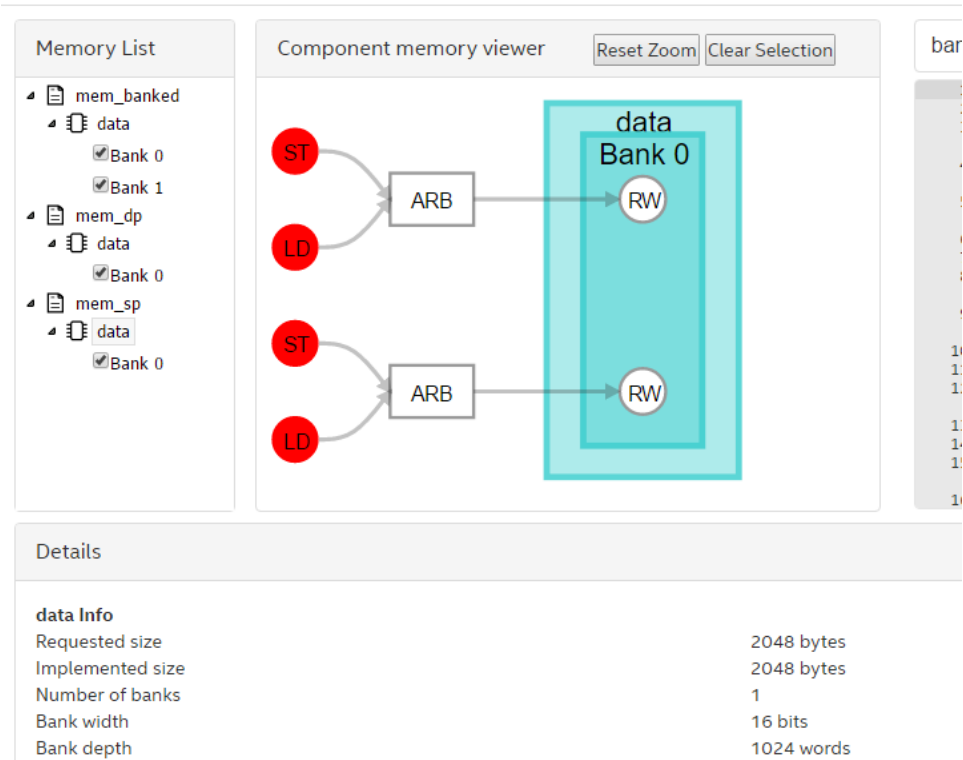 Memory List
mem_banked
data
Bank 0
Bank 1
mem_dp
data
Bank 0
mem_sp
data
Bank 0
Component memory viewer
Reset Zoom
Clear Selection
ST
LD
ARB
data
Bank 0
RW
ST
LD
ARB
RW
10
Details
data Info
Requested size 2048 bytes
Implemented size 2048 bytes
Number of banks 1
Bank width 16 bits
Bank depth 1024 words